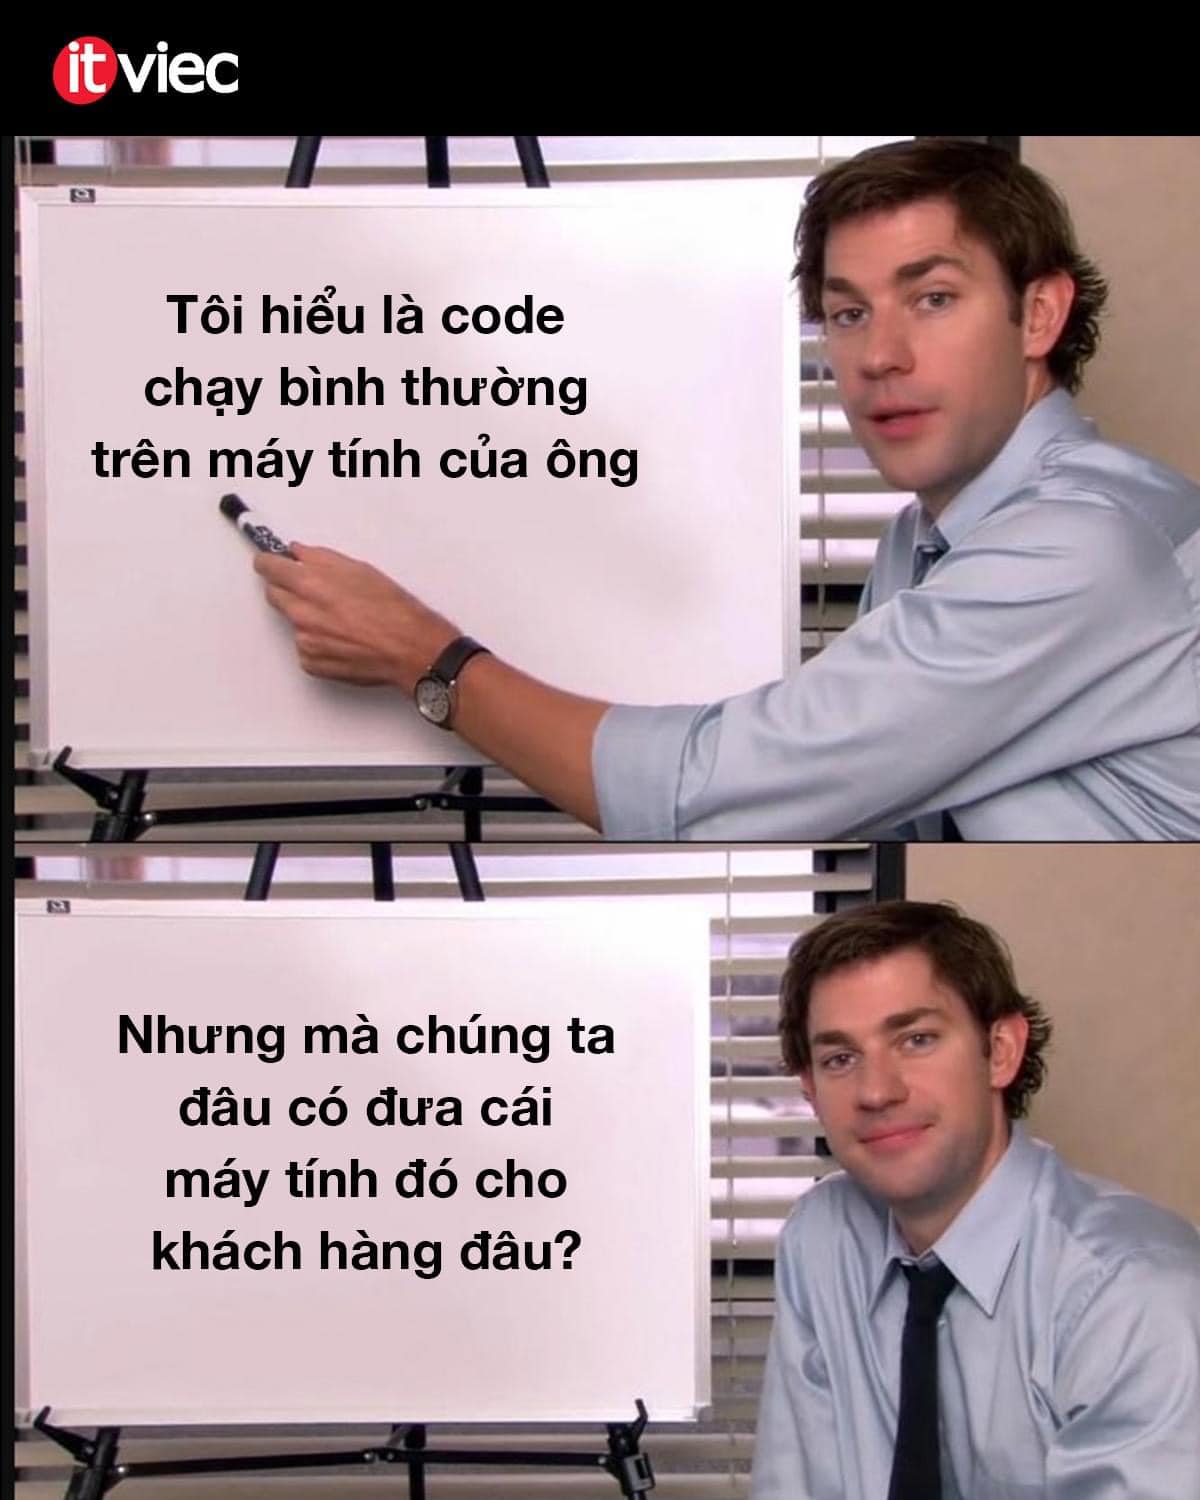 itviec
Tôi hiểu là code
chạy bình thường
trên máy tính của ông
Nhưng mà chúng ta
đâu có đưa cái
máy tính đó cho
khách hàng đâu?